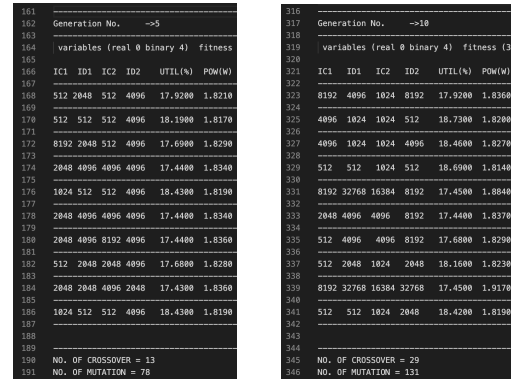 161
162 Generation No. ->5
163
164 variables (real 0 binary 4) fitness
165
166 IC1 ID1 IC2 ID2 UTIL(%) POW(W)
167
168 512 2048 512 4096 17.9200 1.8210
169
170 512 512 512 4096 18.1900 1.8170
171
172 8192 2048 512 4096 17.6900 1.8290
173
174 2048 4096 4096 4096 17.4400 1.8340
175
176 1024 512 512 4096 18.4300 1.8190
177
178 2048 4096 4096 4096 17.4400 1.8340
179
180 2048 4096 8192 4096 17.4400 1.8360
181
182 512 2048 2048 4096 17.6800 1.8280
183
184 2048 2048 4096 2048 17.4300 1.8360
185
186 1024 512 512 4096 18.4300 1.8190
187
188
189
190 NO. OF CROSSOVER = 13
191 NO. OF MUTATION = 78
316
317 Generation No. ->10
318
319 variables (real 0 binary 4) fitness (3
320
321 IC1 ID1 IC2 ID2 UTIL(%) POW(W)
322
323 8192 4096 1024 8192 17.9200 1.8360
324
325 4096 1024 1024 512 18.7300 1.8200
326
327 4096 1024 1024 4096 18.4600 1.8270
328
329 512 512 1024 512 18.6900 1.8140
330
331 8192 32768 16384 8192 17.4500 1.8840
332
333 2048 4096 4096 8192 17.4400 1.8370
334
335 512 4096 4096 8192 17.6800 1.8290
336
337 512 2048 1024 2048 18.1600 1.8230
338
339 8192 32768 16384 32768 17.4500 1.9170
340
341 512 512 1024 2048 18.4200 1.8190
342
343
344
345 NO. OF CROSSOVER = 29
346 NO. OF MUTATION = 131